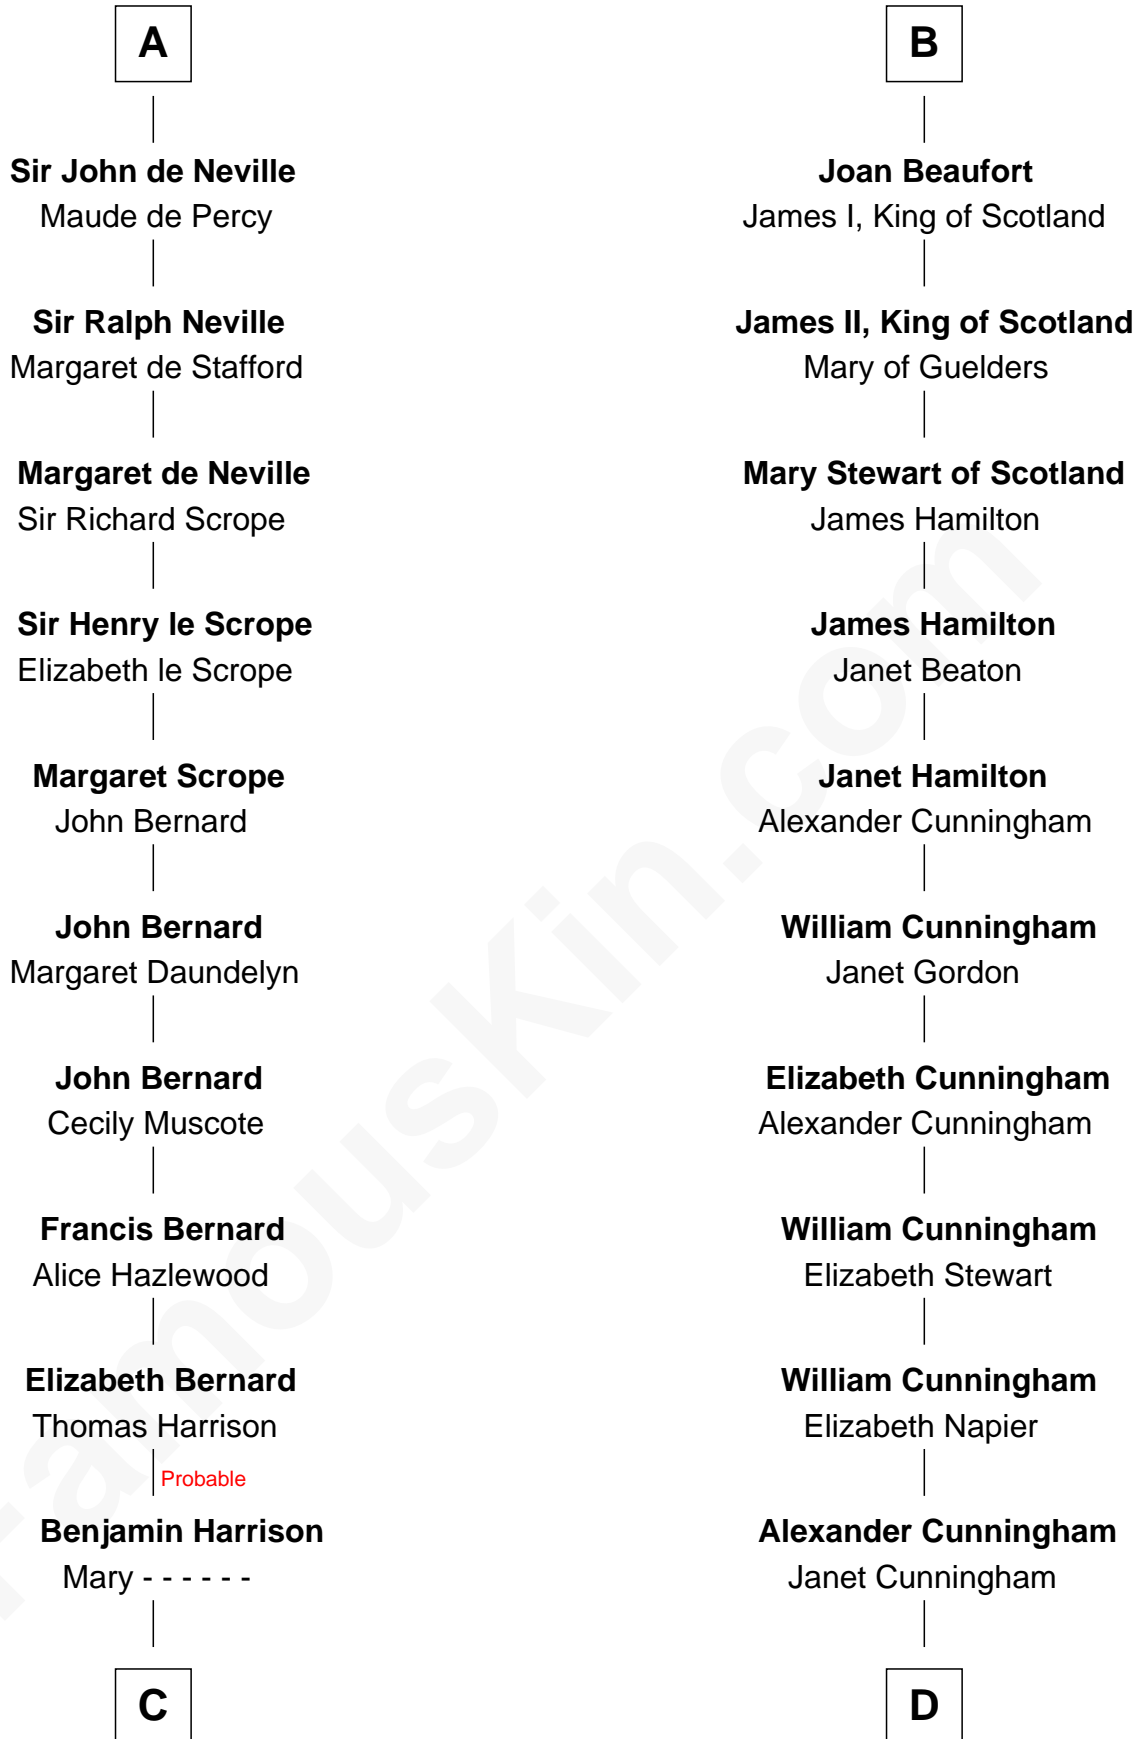 A
Sir John de Neville
Maude de Percy
Sir Ralph Neville
Margaret de Stafford
Margaret de Neville
Sir Richard Scrope
Sir Henry le Scrope
Elizabeth le Scrope
Margaret Scrope
John Bernard
John Bernard
Margaret Daundelyn
John Bernard
Cecily Muscote
Francis Bernard
Alice Hazlewood
Elizabeth Bernard
Thomas Harrison
Probable
Benjamin Harrison
Mary - - - - - -
C
B
Joan Beaufort
James I, King of Scotland
James II, King of Scotland
Mary of Guelders
Mary Stewart of Scotland
James Hamilton
James Hamilton
Janet Beaton
Janet Hamilton
Alexander Cunningham
William Cunningham
Janet Gordon
Elizabeth Cunningham
Alexander Cunningham
William Cunningham
Elizabeth Stewart
William Cunningham
Elizabeth Napier
Alexander Cunningham
Janet Cunningham
D
FamousKin.com